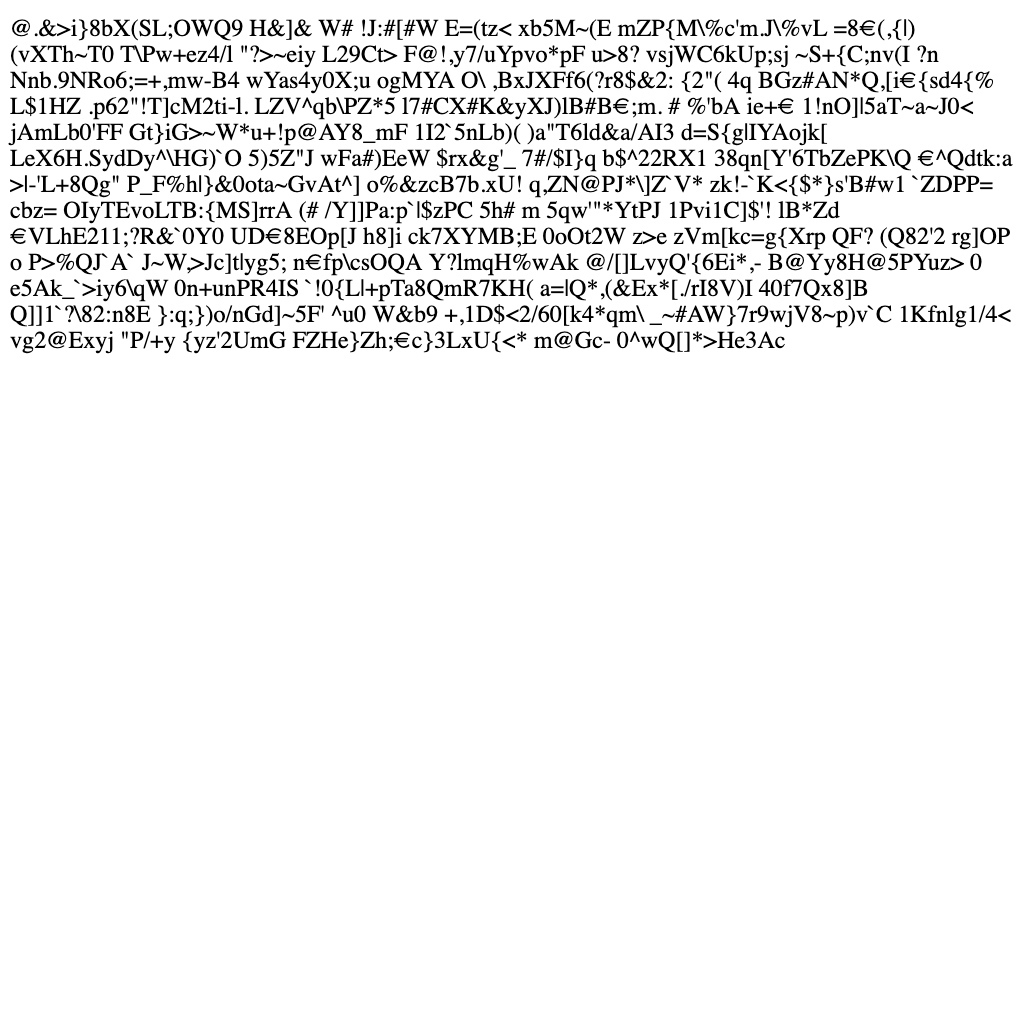 @.&>i}8bX(SL;OWQ9 H&]& W# !J:#[#W E=(tz< xb5M~(E mZP{M\%c'm.J\%vL =8€(,{|)
(vXTh~T0 T\Pw+ez4/l "?>~eiy L29Ct> F@!,y7/uYpvo*pF u>8? vsjWC6kUp;sj ~S+{C;nv(I ?n
Nnb.9NRo6;=+,mw-B4 wYas4y0X;u ogMYA O\ ,BxJXFf6(?r8$&2: {2"( 4q BGz#AN*Q,[i€{sd4{%
L$1HZ .p62"!T]cM2ti-l. LZV^qb\PZ*5 l7#CX#K&yXJ)lB#B€;m. # %'bA ie+€ 1!nO]|5aT~a~J0<
jAmLb0'FF Gt}iG>~W*u+!p@AY8_mF 1I2`5nLb)( )a"T6ld&a/AI3 d=S{g|IYAojk[
LeX6H.SydDy^\HG)`O 5)5Z"J wFa#)EeW $rx&g'_ 7#/$I}q b$^22RX1 38qn[Y'6TbZePK\Q €^Qdtk:a
>|-'L+8Qg" P_F%hl}&0ota~GvAt^] o%&zcB7b.xU! q,ZN@PJ*\]Z`V* zk!-`K<{$*}s'B#w1 `ZDPP=
cbz= OIyTEvoLTB:{MS]rrA (# /Y]]Pa:p`|$zPC 5h# m 5qw'"*YtPJ 1Pvi1C]$'! lB*Zd
€VLhE211;?R&`0Y0 UD€8EOp[J h8]i ck7XYMB;E 0oOt2W z>e zVm[kc=g{Xrp QF? (Q82'2 rg]OP
o P>%QJ`A` J~W,>Jc]t|yg5; n€fp\csOQA Y?lmqH%wAk @/[]LvyQ'{6Ei*,- B@Yy8H@5PYuz> 0
e5Ak_`>iy6\qW 0n+unPR4IS `!0{L|+pTa8QmR7KH( a=|Q*,(&Ex*[./rI8V)I 40f7Qx8]B
Q]]1`?\82:n8E }:q;})o/nGd]~5F' ^u0 W&b9 +,1D$<2/60[k4*qm\ _~#AW}7r9wjV8~p)v`C 1Kfnlg1/4<
vg2@Exyj "P/+y {yz'2UmG FZHe}Zh;€c}3LxU{<* m@Gc- 0^wQ[]*>He3Ac